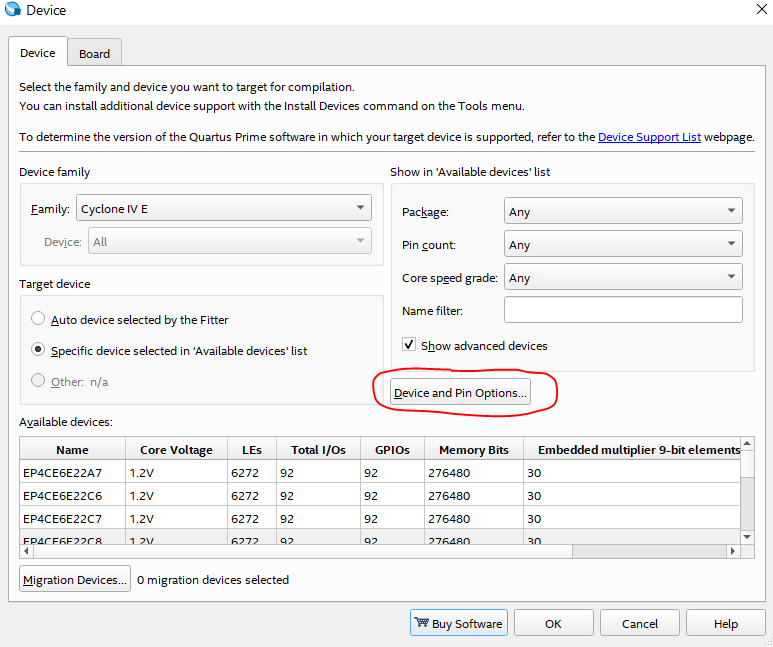 Device
Device
Board
Select the family and device you want to target for compilation.
You can install additional device support with the Install Devices command on the Tools menu.
To determine the version of the Quartus Prime software in which your target device is supported, refer to the Device Support List webpage.
Device family
Family: Cyclone IV E
Device: All
Show in 'Available devices' list
Package: Any
Pin count: Any
Core speed grade: Any
Name filter:
Show advanced devices
Target device
Auto device selected by the Fitter
Specific device selected in 'Available devices' list
Other: n/a
Device and Pin Options...
Available devices:
Name Core Voltage LEs Total I/Os GPIOs Memory Bits Embedded multiplier 9-bit elements
EP4CE6E22A7 1.2V 6272 92 92 276480 30
EP4CE6E22C6 1.2V 6272 92 92 276480 30
EP4CE6E22C7 1.2V 6272 92 92 276480 30
EP4CE6E22C8 1.2V 6272 92 92 276480 30
Migration Devices... 0 migration devices selected
Buy Software OK Cancel Help